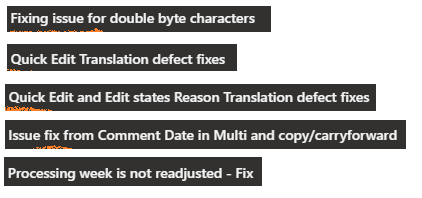 Fixing issue for double byte characters
Quick Edit Translation defect fixes
Quick Edit and Edit states Reason Translation defect fixes
Issue fix from Comment Date in Multi and copy/carryforward
Processing week is not readjusted - Fix